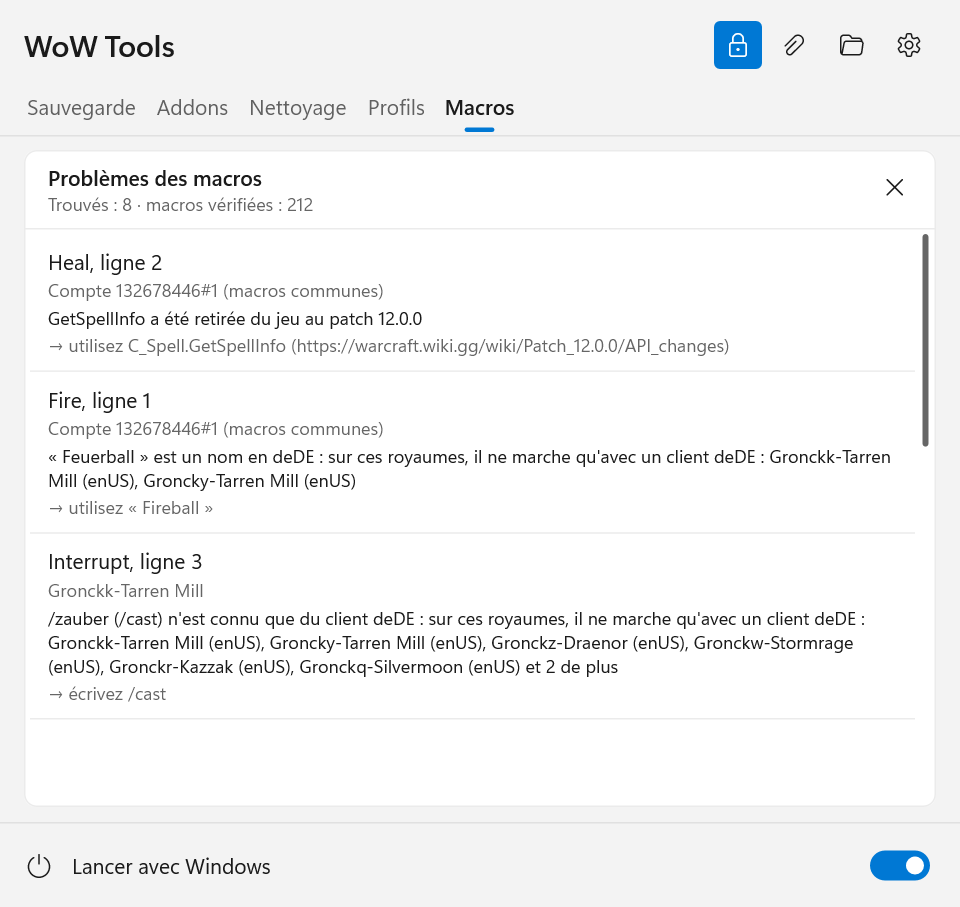 WoW Tools
Sauvegarde Addons Nettoyage Profils Macros
Problèmes des macros
Trouvés : 8 · macros vérifiées : 212
Heal, ligne 2
Compte 132678446#1 (macros communes)
GetSpellInfo a été retirée du jeu au patch 12.0.0
→ utilisez C_Spell.GetSpellInfo (https://warcraft.wiki.gg/wiki/Patch_12.0.0/API_changes)
Fire, ligne 1
Compte 132678446#1 (macros communes)
« Feuerball » est un nom en deDE : sur ces royaumes, il ne marche qu'avec un client deDE : Gronckk-Tarren
Mill (enUS), Groncky-Tarren Mill (enUS)
→ utilisez « Fireball »
Interrupt, ligne 3
Gronckk-Tarren Mill
/zauber (/cast) n'est connu que du client deDE : sur ces royaumes, il ne marche qu'avec un client deDE :
Gronckk-Tarren Mill (enUS), Groncky-Tarren Mill (enUS), Gronckz-Draenor (enUS), Gronckw-Stormrage
(enUS), Gronckr-Kazzak (enUS), Gronckq-Silvermoon (enUS) et 2 de plus
→ écrivez /cast
Lancer avec Windows